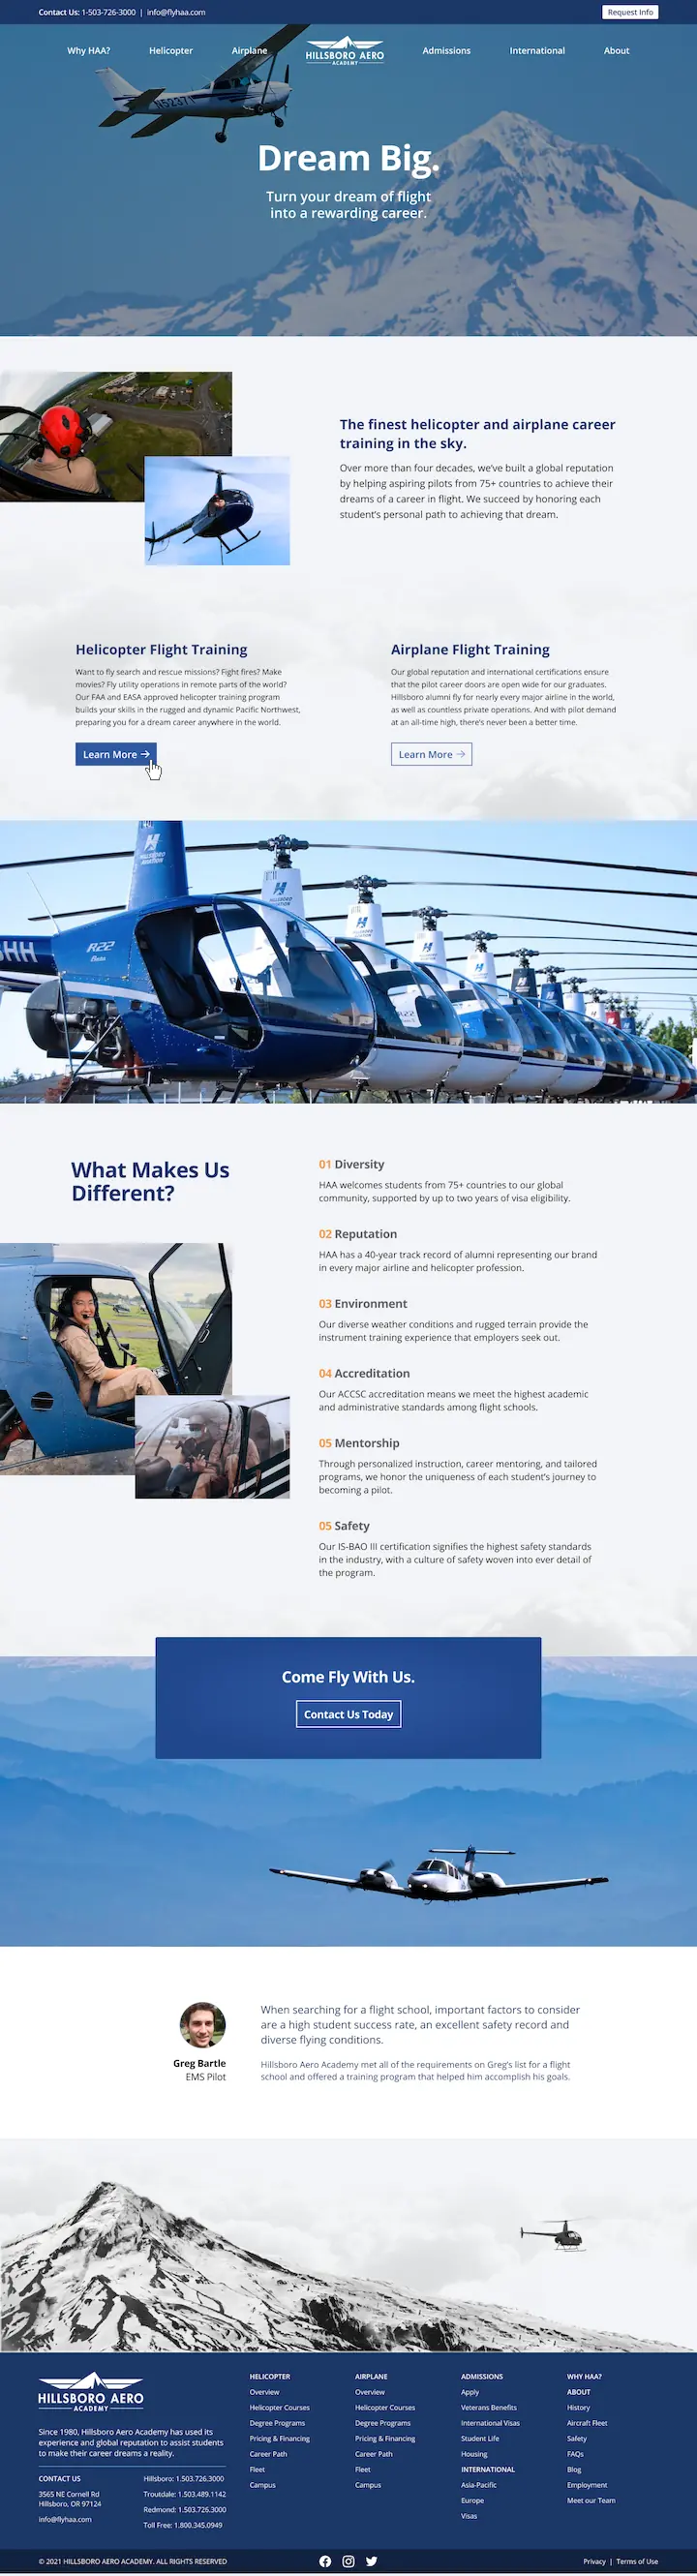 Contact Us: 1-503-726-3000 | info@flyhaa.com
Request Info
Why HAA?
Helicopter
Airplane
HILLSBORO AERO
ACADEMY
Admissions
International
About
N52371
Dream Big.
Turn your dream of flight
into a rewarding career.
The finest helicopter and airplane career
training in the sky.
Over more than four decades, we've built a global reputation
by helping aspiring pilots from 75+ countries to achieve their
dreams of a career in flight. We succeed by honoring each
student's personal path to achieving that dream.
Helicopter Flight Training
Want to fly search and rescue missions? Fight fires? Make
movies? Fly utility operations in remote parts of the world?
Our FAA and EASA approved helicopter training program
builds your skills in the rugged and dynamic Pacific Northwest,
preparing you for a dream career anywhere in the world.
Learn More →
Airplane Flight Training
Our global reputation and international certifications ensure
that the pilot career doors are open wide for our graduates.
Hillsboro alumni fly for nearly every major airline in the world,
as well as countless private operations. And with pilot demand
at an all-time high, there's never been a better time.
Learn More →
HILLSBORO
AVIATION
HH
R22
Beta
What Makes Us
Different?
01 Diversity
HAA welcomes students from 75+ countries to our global
community, supported by up to two years of visa eligibility.
02 Reputation
HAA has a 40-year track record of alumni representing our brand
in every major airline and helicopter profession.
03 Environment
Our diverse weather conditions and rugged terrain provide the
instrument training experience that employers seek out.
04 Accreditation
Our ACCSC accreditation means we meet the highest academic
and administrative standards among flight schools.
05 Mentorship
Through personalized instruction, career mentoring, and tailored
programs, we honor the uniqueness of each student's journey to
becoming a pilot.
05 Safety
Our IS-BAO III certification signifies the highest safety standards
in the industry, with a culture of safety woven into ever detail of
the program.
Come Fly With Us.
Contact Us Today
Greg Bartle
EMS Pilot
When searching for a flight school, important factors to consider
are a high student success rate, an excellent safety record and
diverse flying conditions.
Hillsboro Aero Academy met all of the requirements on Greg's list for a flight
school and offered a training program that helped him accomplish his goals.
HILLSBORO AERO
ACADEMY
Since 1980, Hillsboro Aero Academy has used its
experience and global reputation to assist students
to make their career dreams a reality.
CONTACT US
3565 NE Cornell Rd
Hillsboro, OR 97124
info@flyhaa.com
Hillsboro: 1.503.726.3000
Troutdale: 1.503.489.1142
Redmond: 1.503.726.3000
Toll Free: 1.800.345.0949
HELICOPTER
Overview
Helicopter Courses
Degree Programs
Pricing & Financing
Career Path
Fleet
Campus
AIRPLANE
Overview
Helicopter Courses
Degree Programs
Pricing & Financing
Career Path
Fleet
Campus
ADMISSIONS
Apply
Veterans Benefits
International Visas
Student Life
Housing
INTERNATIONAL
Asia-Pacific
Europe
Visas
WHY HAA?
ABOUT
History
Aircraft Fleet
Safety
FAQs
Blog
Employment
Meet our Team
© 2021 HILLSBORO AERO ACADEMY. ALL RIGHTS RESERVED
Privacy | Terms of Use